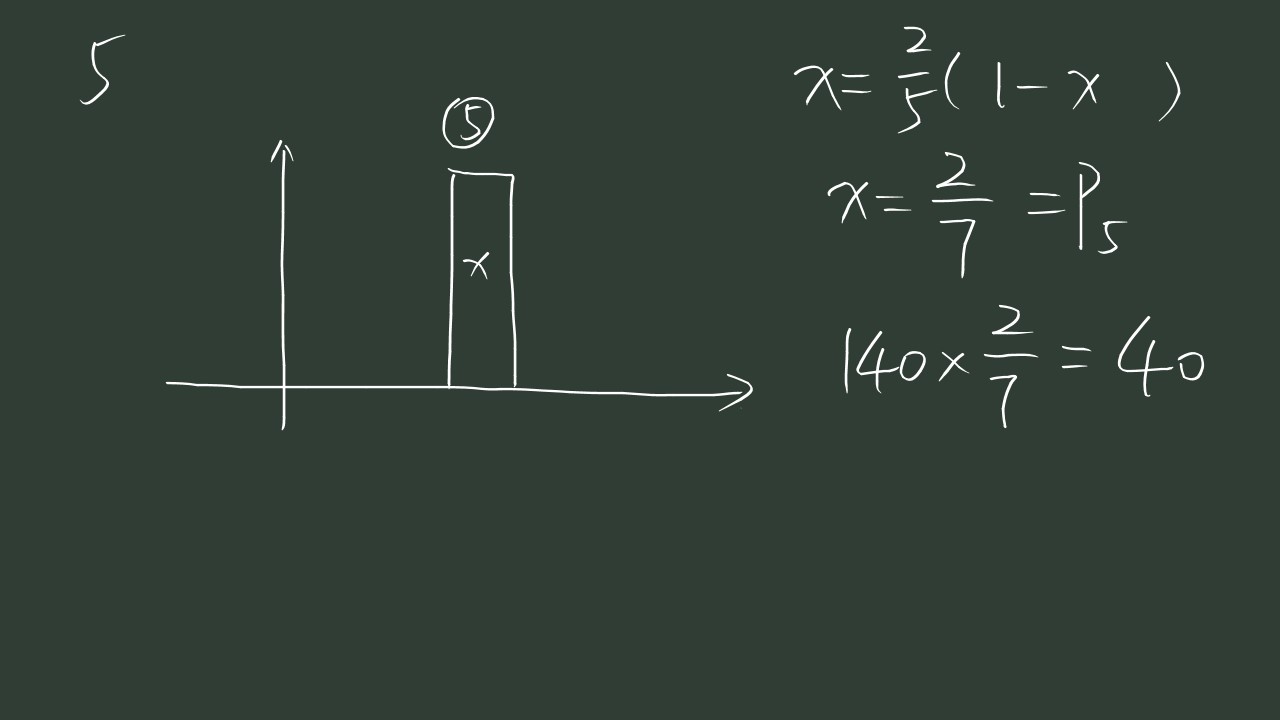 5
⑤
x
x = 2/5 ( 1 - x )
x = 2/7 = P₅
140 × 2/7 = 40